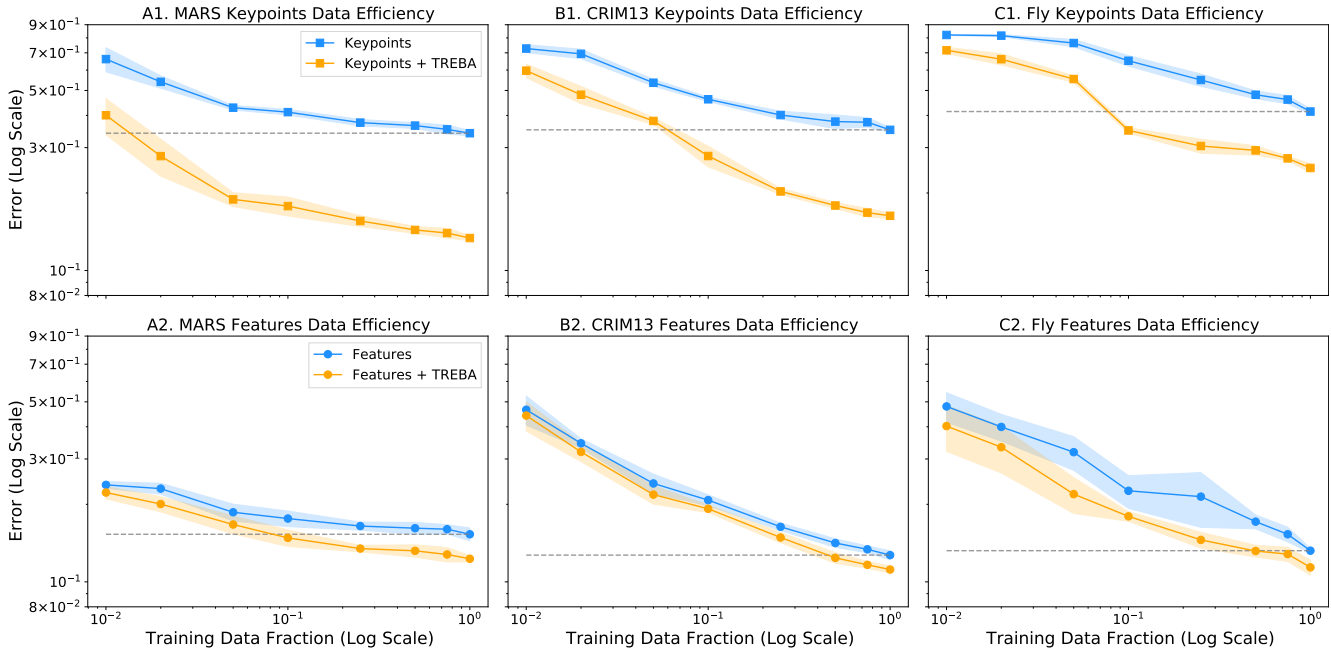 A1. MARS Keypoints Data Efficiency
B1. CRIM13 Keypoints Data Efficiency
C1. Fly Keypoints Data Efficiency
Error (Log Scale)
9×10⁻¹
7×10⁻¹
5×10⁻¹
3×10⁻¹
10⁻¹
8×10⁻²
Keypoints
Keypoints + TREBA
A2. MARS Features Data Efficiency
B2. CRIM13 Features Data Efficiency
C2. Fly Features Data Efficiency
Error (Log Scale)
9×10⁻¹
7×10⁻¹
5×10⁻¹
3×10⁻¹
10⁻¹
8×10⁻²
Features
Features + TREBA
10⁻² 10⁻¹ 10⁰
10⁻² 10⁻¹ 10⁰
10⁻² 10⁻¹ 10⁰
Training Data Fraction (Log Scale)
Training Data Fraction (Log Scale)
Training Data Fraction (Log Scale)